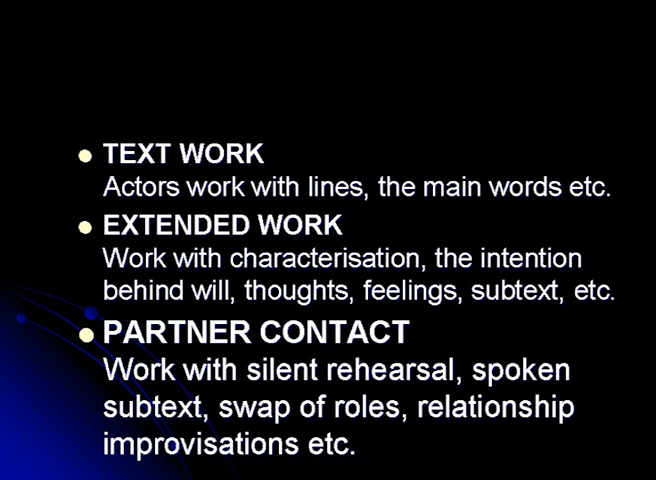 TEXT WORK
Actors work with lines, the main words etc.
EXTENDED WORK
Work with characterisation, the intention
behind will, thoughts, feelings, subtext, etc.
PARTNER CONTACT
Work with silent rehearsal, spoken
subtext, swap of roles, relationship
improvisations etc.